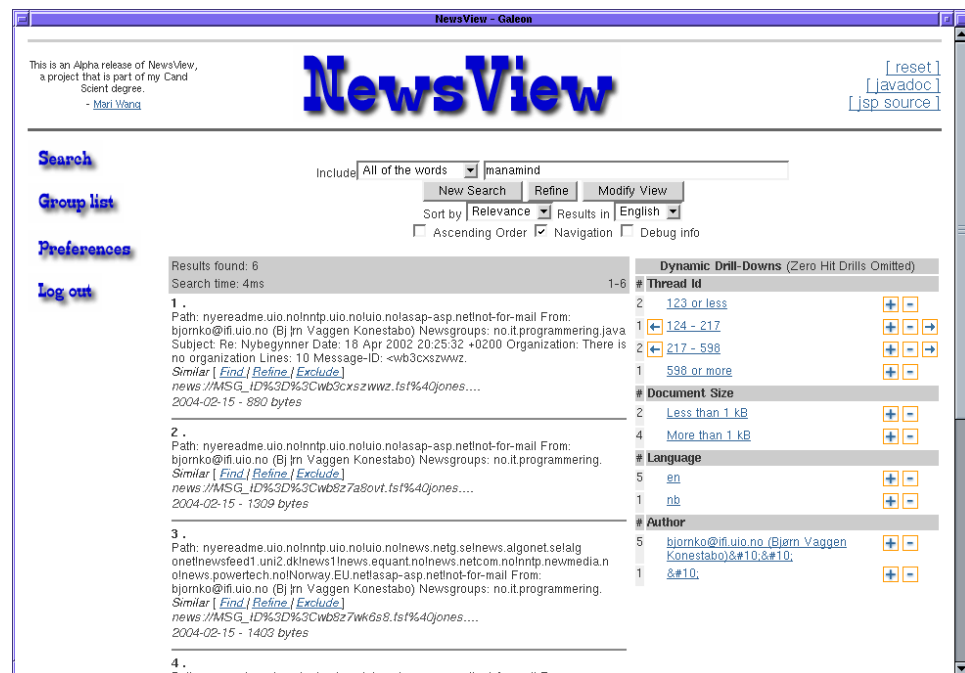 NewsView - Galeon
This is an Alpha release of NewsView,
a project that is part of my Cand
Scient degree.
- Mari Wang
NewsView
[ reset ]
[ javadoc ]
[ jsp source ]
Search
Group list
Preferences
Log out
Include All of the words manamind
New Search Refine Modify View
Sort by Relevance Results in English
Ascending Order Navigation Debug info
Results found: 6
Search time: 4ms 1-6
1 .
Path: nyereadme.uio.no!nntp.uio.no!uio.no!asap-asp.net!not-for-mail From:
bjornko@ifi.uio.no (Bj¦rn Vaggen Konestabo) Newsgroups: no.it.programmering.java
Subject: Re: Nybegynner Date: 18 Apr 2002 20:25:32 +0200 Organization: There is
no organization Lines: 10 Message-ID: <wb3cxszwwz.
Similar [ Find / Refine / Exclude ]
news://MSG_ID%3D%3Cwb3cxszwwz.fsf%40jones....
2004-02-15 - 880 bytes
2 .
Path: nyereadme.uio.no!nntp.uio.no!uio.no!asap-asp.net!not-for-mail From:
bjornko@ifi.uio.no (Bj¦rn Vaggen Konestabo) Newsgroups: no.it.programmering.
Similar [ Find / Refine / Exclude ]
news://MSG_ID%3D%3Cwb8z7a8ovt.fsf%40jones....
2004-02-15 - 1309 bytes
3 .
Path: nyereadme.uio.no!nntp.uio.no!uio.no!news.netg.se!news.algonet.se!alg
onet!newsfeed1.uni2.dk!news1!news.equant.no!news.netcom.no!nntp.newmedia.n
o!news.powertech.no!Norway.EU.net!asap-asp.net!not-for-mail From:
bjornko@ifi.uio.no (Bj¦rn Vaggen Konestabo) Newsgroups: no.it.programmering.
Similar [ Find / Refine / Exclude ]
news://MSG_ID%3D%3Cwb8z7wk6s8.fsf%40jones....
2004-02-15 - 1403 bytes
4 .
Dynamic Drill-Downs (Zero Hit Drills Omitted)
# Thread Id
2 123 or less + -
1 ← 124 - 217 + - →
2 ← 217 - 598 + - →
1 598 or more + -
# Document Size
2 Less than 1 kB + -
4 More than 1 kB + -
# Language
5 en + -
1 nb + -
# Author
5 bjornko@ifi.uio.no (Bjørn Vaggen + -
Konestabo)&#10;&#10;
1 &#10; + -